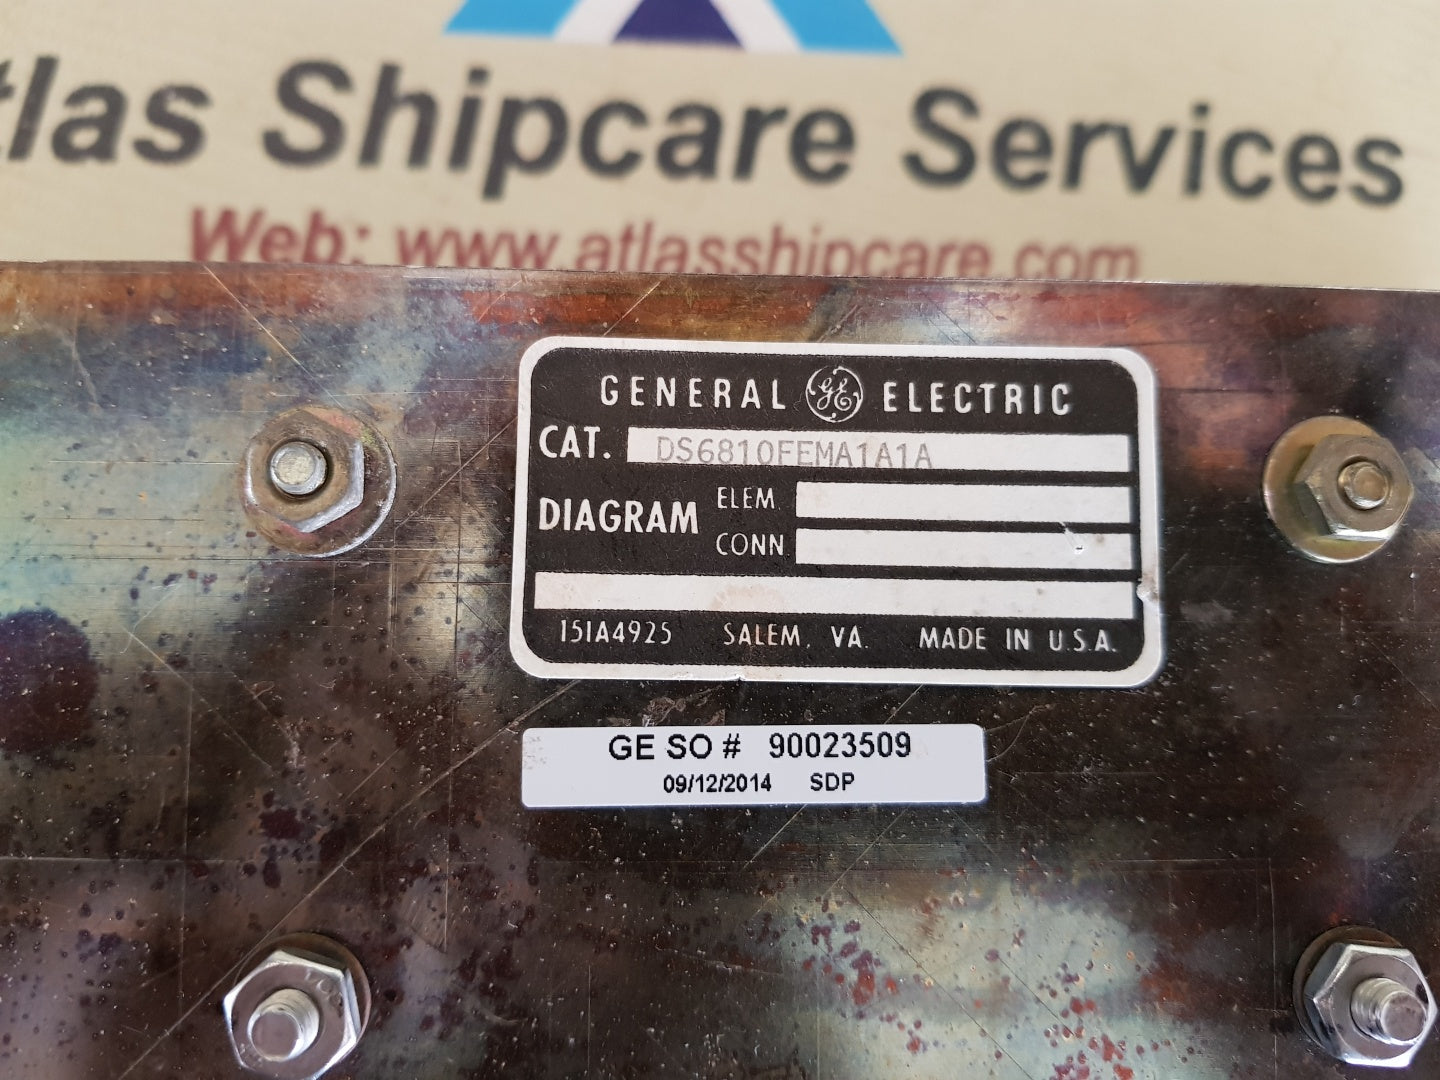 tlas Shipcare Services
Web: www.atlasshipcare.com
GENERAL GE ELECTRIC
CAT. DS6810FEMA1A1A
DIAGRAM ELEM
CONN
151A4925 SALEM, VA. MADE IN U.S.A.
GE SO # 90023509
09/12/2014 SDP